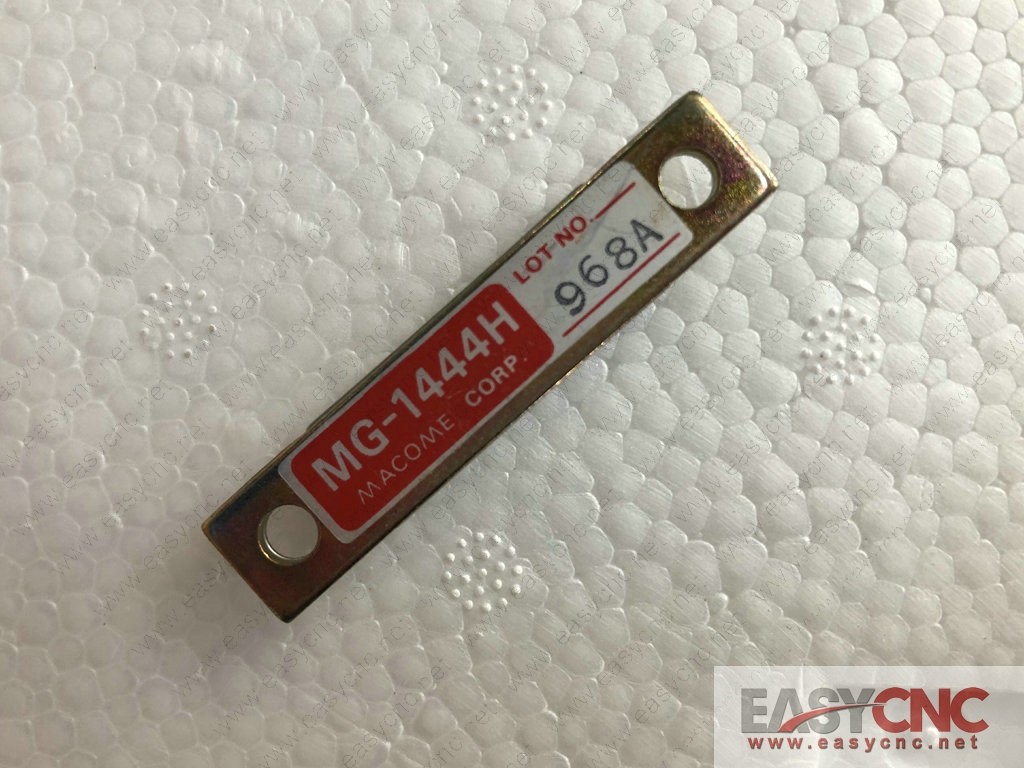 MG-1444H
MACOME CORP.
LOT NO.
968A
EASYCNC
www.easycnc.net